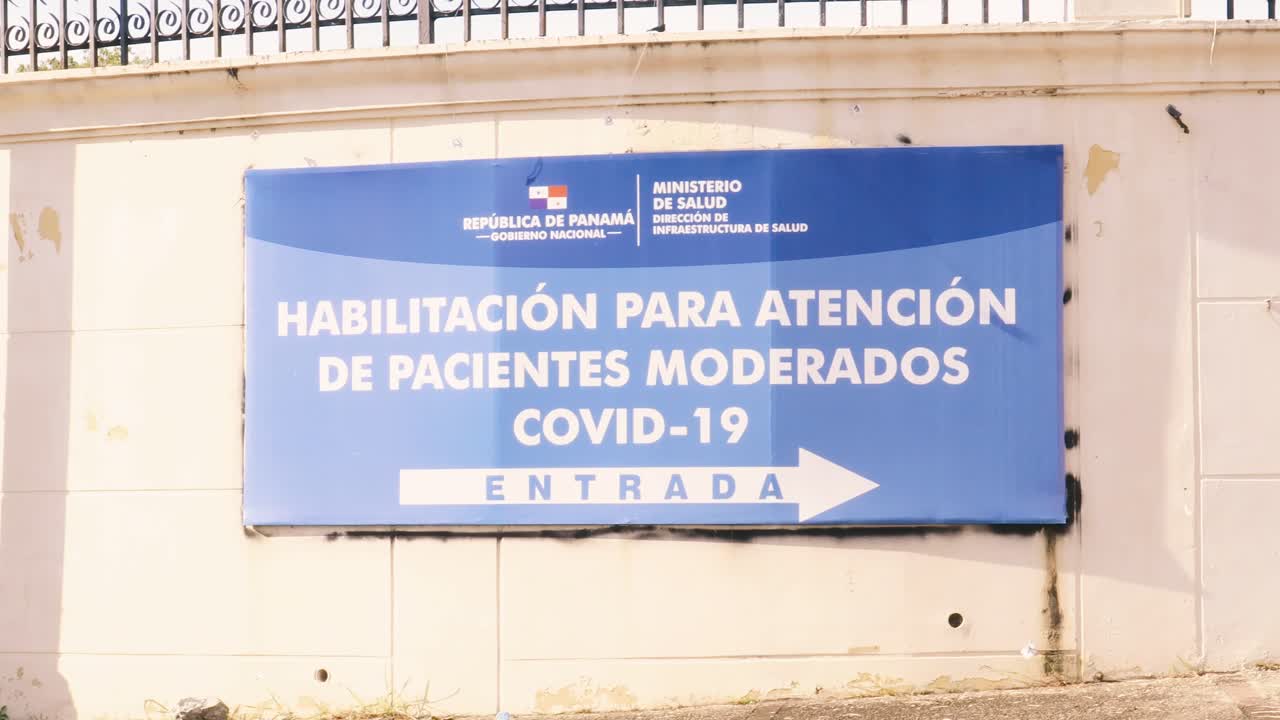 REPÚBLICA DE PANAMÁ
GOBIERNO NACIONAL
MINISTERIO
DE SALUD
DIRECCIÓN DE
INFRAESTRUCTURA DE SALUD
HABILITACIÓN PARA ATENCIÓN
DE PACIENTES MODERADOS
COVID-19
ENTRADA